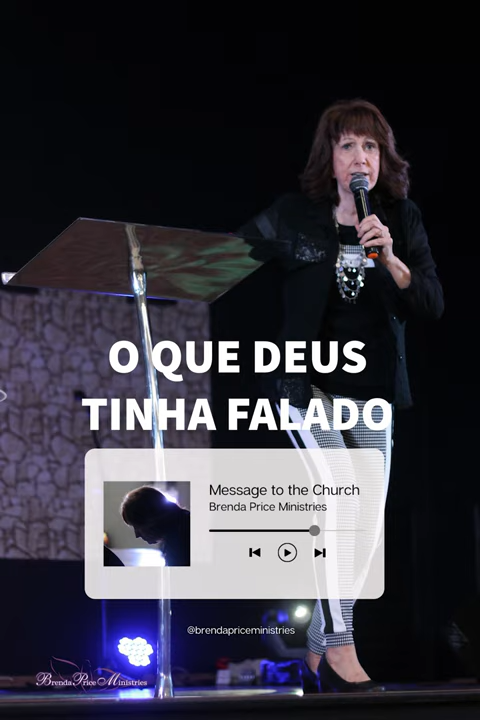 O QUE DEUS
TINHA FALADO
Message to the Church
Brenda Price Ministries
@brendapriceministries
Brenda Price Ministries